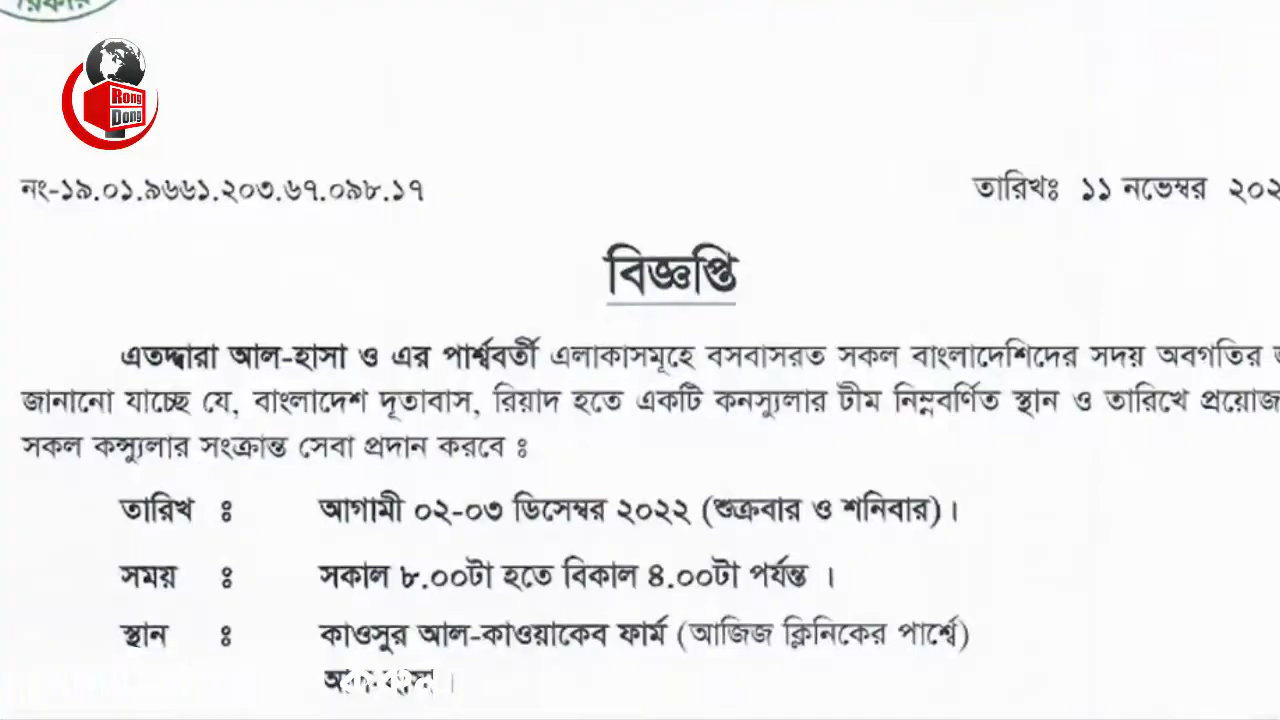 রিকার
Rong
Dong
নং-১৯.০১.৯৬৬১.২০৩.৬৭.০৯৮.১৭ তারিখঃ ১১ নভেম্বর ২০২
বিজ্ঞপ্তি
এতদ্দ্বারা আল-হাসা ও এর পার্শ্ববর্তী এলাকাসমূহে বসবাসরত সকল বাংলাদেশিদের সদয় অবগতির
জানানো যাচ্ছে যে, বাংলাদেশ দূতাবাস, রিয়াদ হতে একটি কনস্যুলার টীম নিম্নবর্ণিত স্থান ও তারিখে প্রয়োজ
সকল কন্স্যুলার সংক্রান্ত সেবা প্রদান করবে ঃ
তারিখ ঃ আগামী ০২-০৩ ডিসেম্বর ২০২২ (শুক্রবার ও শনিবার)।
সময় ঃ সকাল ৮.০০টা হতে বিকাল ৪.০০টা পর্যন্ত ।
স্থান ঃ কাওসুর আল-কাওয়াকেব ফার্ম (আজিজ ক্লিনিকের পার্শ্বে)